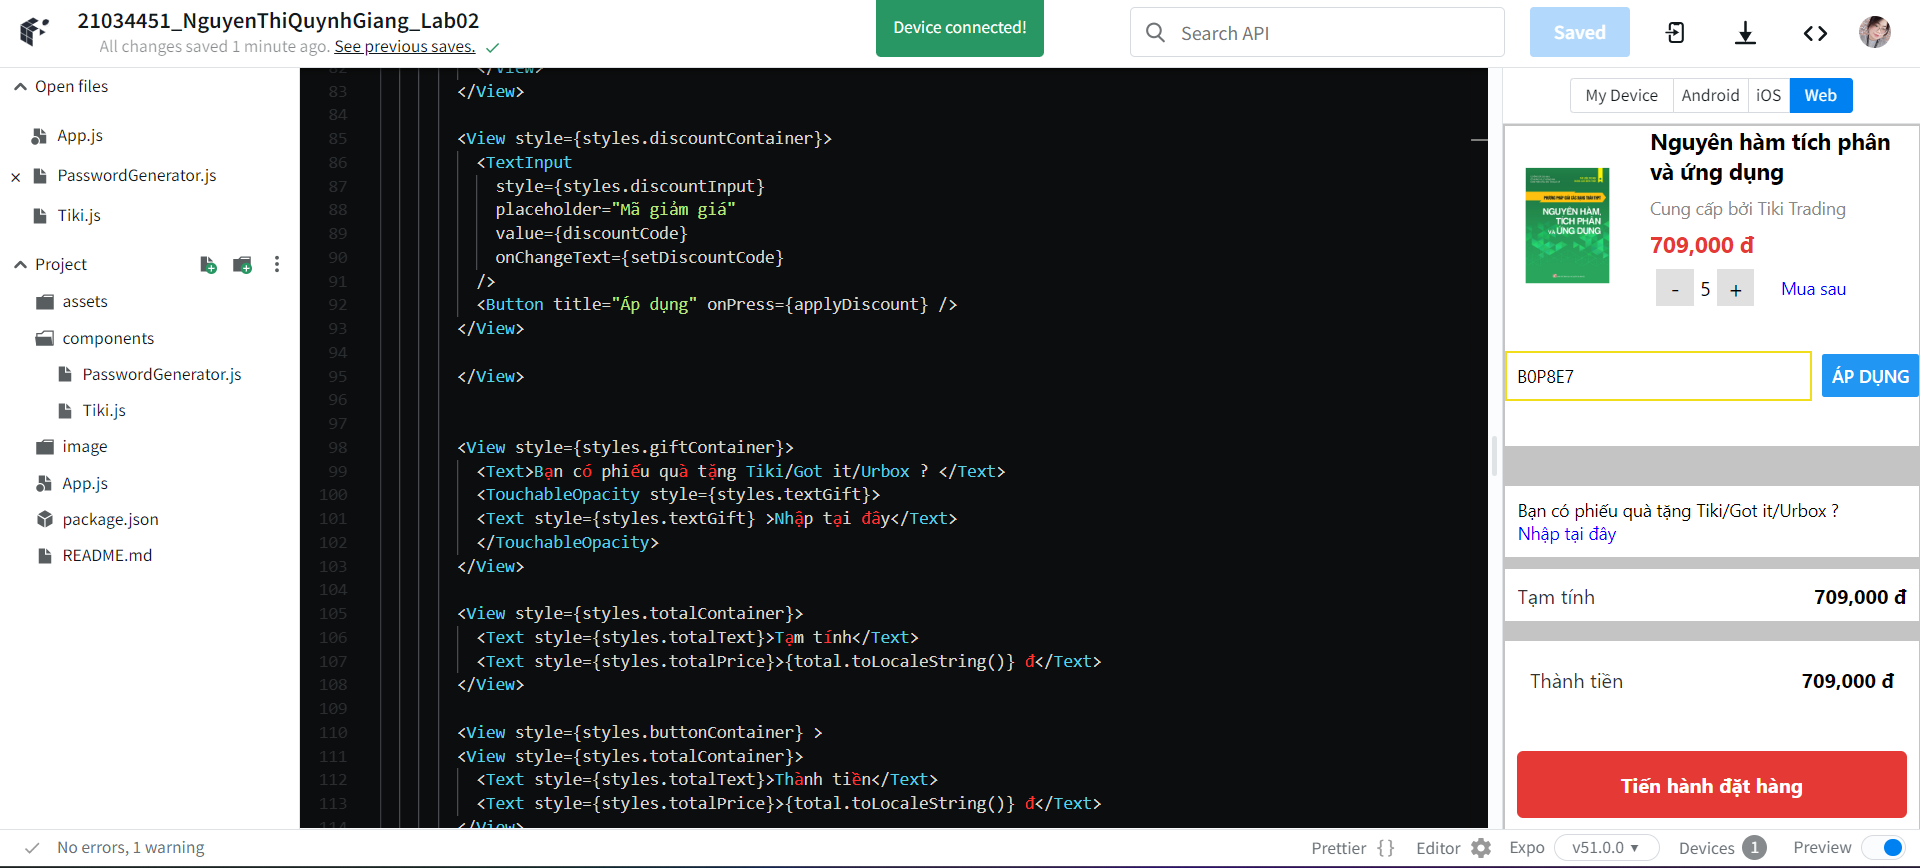 21034451_NguyenThiQuynhGiang_Lab02
All changes saved 1 minute ago. See previous saves.
Device connected!
Search API
Saved
Open files
App.js
PasswordGenerator.js
Tiki.js
Project
assets
components
PasswordGenerator.js
Tiki.js
image
App.js
package.json
README.md
82 </View>
83 </View>
84
85 <View style={styles.discountContainer}>
86 <TextInput
87 style={styles.discountInput}
88 placeholder="Mã giảm giá"
89 value={discountCode}
90 onChangeText={setDiscountCode}
91 />
92 <Button title="Áp dụng" onPress={applyDiscount} />
93 </View>
94
95 </View>
96
97
98 <View style={styles.giftContainer}>
99 <Text>Bạn có phiếu quà tặng Tiki/Got it/Urbox ? </Text>
100 <TouchableOpacity style={styles.textGift}>
101 <Text style={styles.textGift} >Nhập tại đây</Text>
102 </TouchableOpacity>
103 </View>
104
105 <View style={styles.totalContainer}>
106 <Text style={styles.totalText}>Tạm tính</Text>
107 <Text style={styles.totalPrice}>{total.toLocaleString()} đ</Text>
108 </View>
109
110 <View style={styles.buttonContainer} >
111 <View style={styles.totalContainer}>
112 <Text style={styles.totalText}>Thành tiền</Text>
113 <Text style={styles.totalPrice}>{total.toLocaleString()} đ</Text>
114 </View>
My Device Android iOS Web
Nguyên hàm tích phân
và ứng dụng
Cung cấp bởi Tiki Trading
709,000 đ
- 5 + Mua sau
NGUYÊN HÀM,
TÍCH PHÂN
VÀ ỨNG DỤNG
B0P8E7
ÁP DỤNG
Bạn có phiếu quà tặng Tiki/Got it/Urbox ?
Nhập tại đây
Tạm tính 709,000 đ
Thành tiền 709,000 đ
Tiến hành đặt hàng
No errors, 1 warning
Prettier {} Editor Expo v51.0.0 Devices 1 Preview